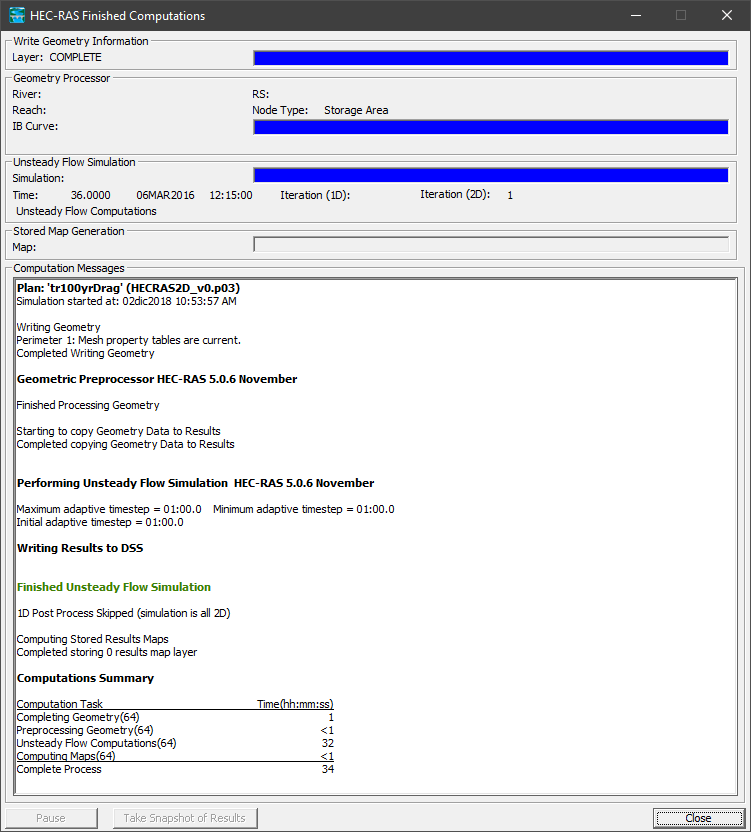 HEC-RAS Finished Computations
Write Geometry Information
Layer: COMPLETE
Geometry Processor
River: RS:
Reach: Node Type: Storage Area
IB Curve:
Unsteady Flow Simulation
Simulation:
Time: 36.0000 06MAR2016 12:15:00 Iteration (1D): Iteration (2D): 1
Unsteady Flow Computations
Stored Map Generation
Map:
Computation Messages
Plan: 'tr100yrDrag' (HECRAS2D_v0.p03)
Simulation started at: 02dic2018 10:53:57 AM
Writing Geometry
Perimeter 1: Mesh property tables are current.
Completed Writing Geometry
Geometric Preprocessor HEC-RAS 5.0.6 November
Finished Processing Geometry
Starting to copy Geometry Data to Results
Completed copying Geometry Data to Results
Performing Unsteady Flow Simulation HEC-RAS 5.0.6 November
Maximum adaptive timestep = 01:00.0 Minimum adaptive timestep = 01:00.0
Initial adaptive timestep = 01:00.0
Writing Results to DSS
Finished Unsteady Flow Simulation
1D Post Process Skipped (simulation is all 2D)
Computing Stored Results Maps
Completed storing 0 results map layer
Computations Summary
Computation Task Time(hh:mm:ss)
Completing Geometry(64) 1
Preprocessing Geometry(64) <1
Unsteady Flow Computations(64) 32
Computing Maps(64) <1
Complete Process 34
Pause Take Snapshot of Results Close